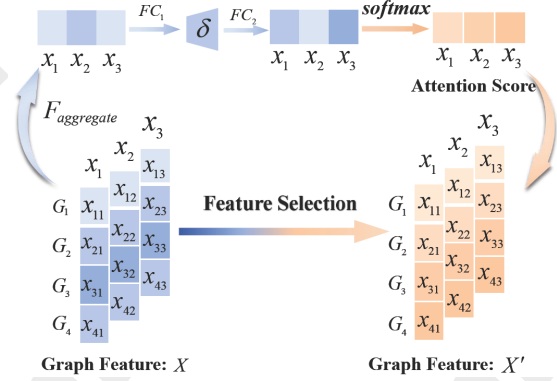 FC₁ FC₂ softmax
δ
x₁ x₂ x₃ x₁ x₂ x₃ x₁ x₂ x₃
Attention Score
F_aggregate
x₁ x₂ x₃ x₁ x₂ x₃
G₁ x₁₁ x₁₂ x₁₃ G₁ x₁₁ x₁₂ x₁₃
G₂ x₂₁ x₂₂ x₂₃ G₂ x₂₁ x₂₂ x₂₃
G₃ x₃₁ x₃₂ x₃₃ G₃ x₃₁ x₃₂ x₃₃
G₄ x₄₁ x₄₂ x₄₃ G₄ x₄₁ x₄₂ x₄₃
Feature Selection
Graph Feature: X Graph Feature: X′